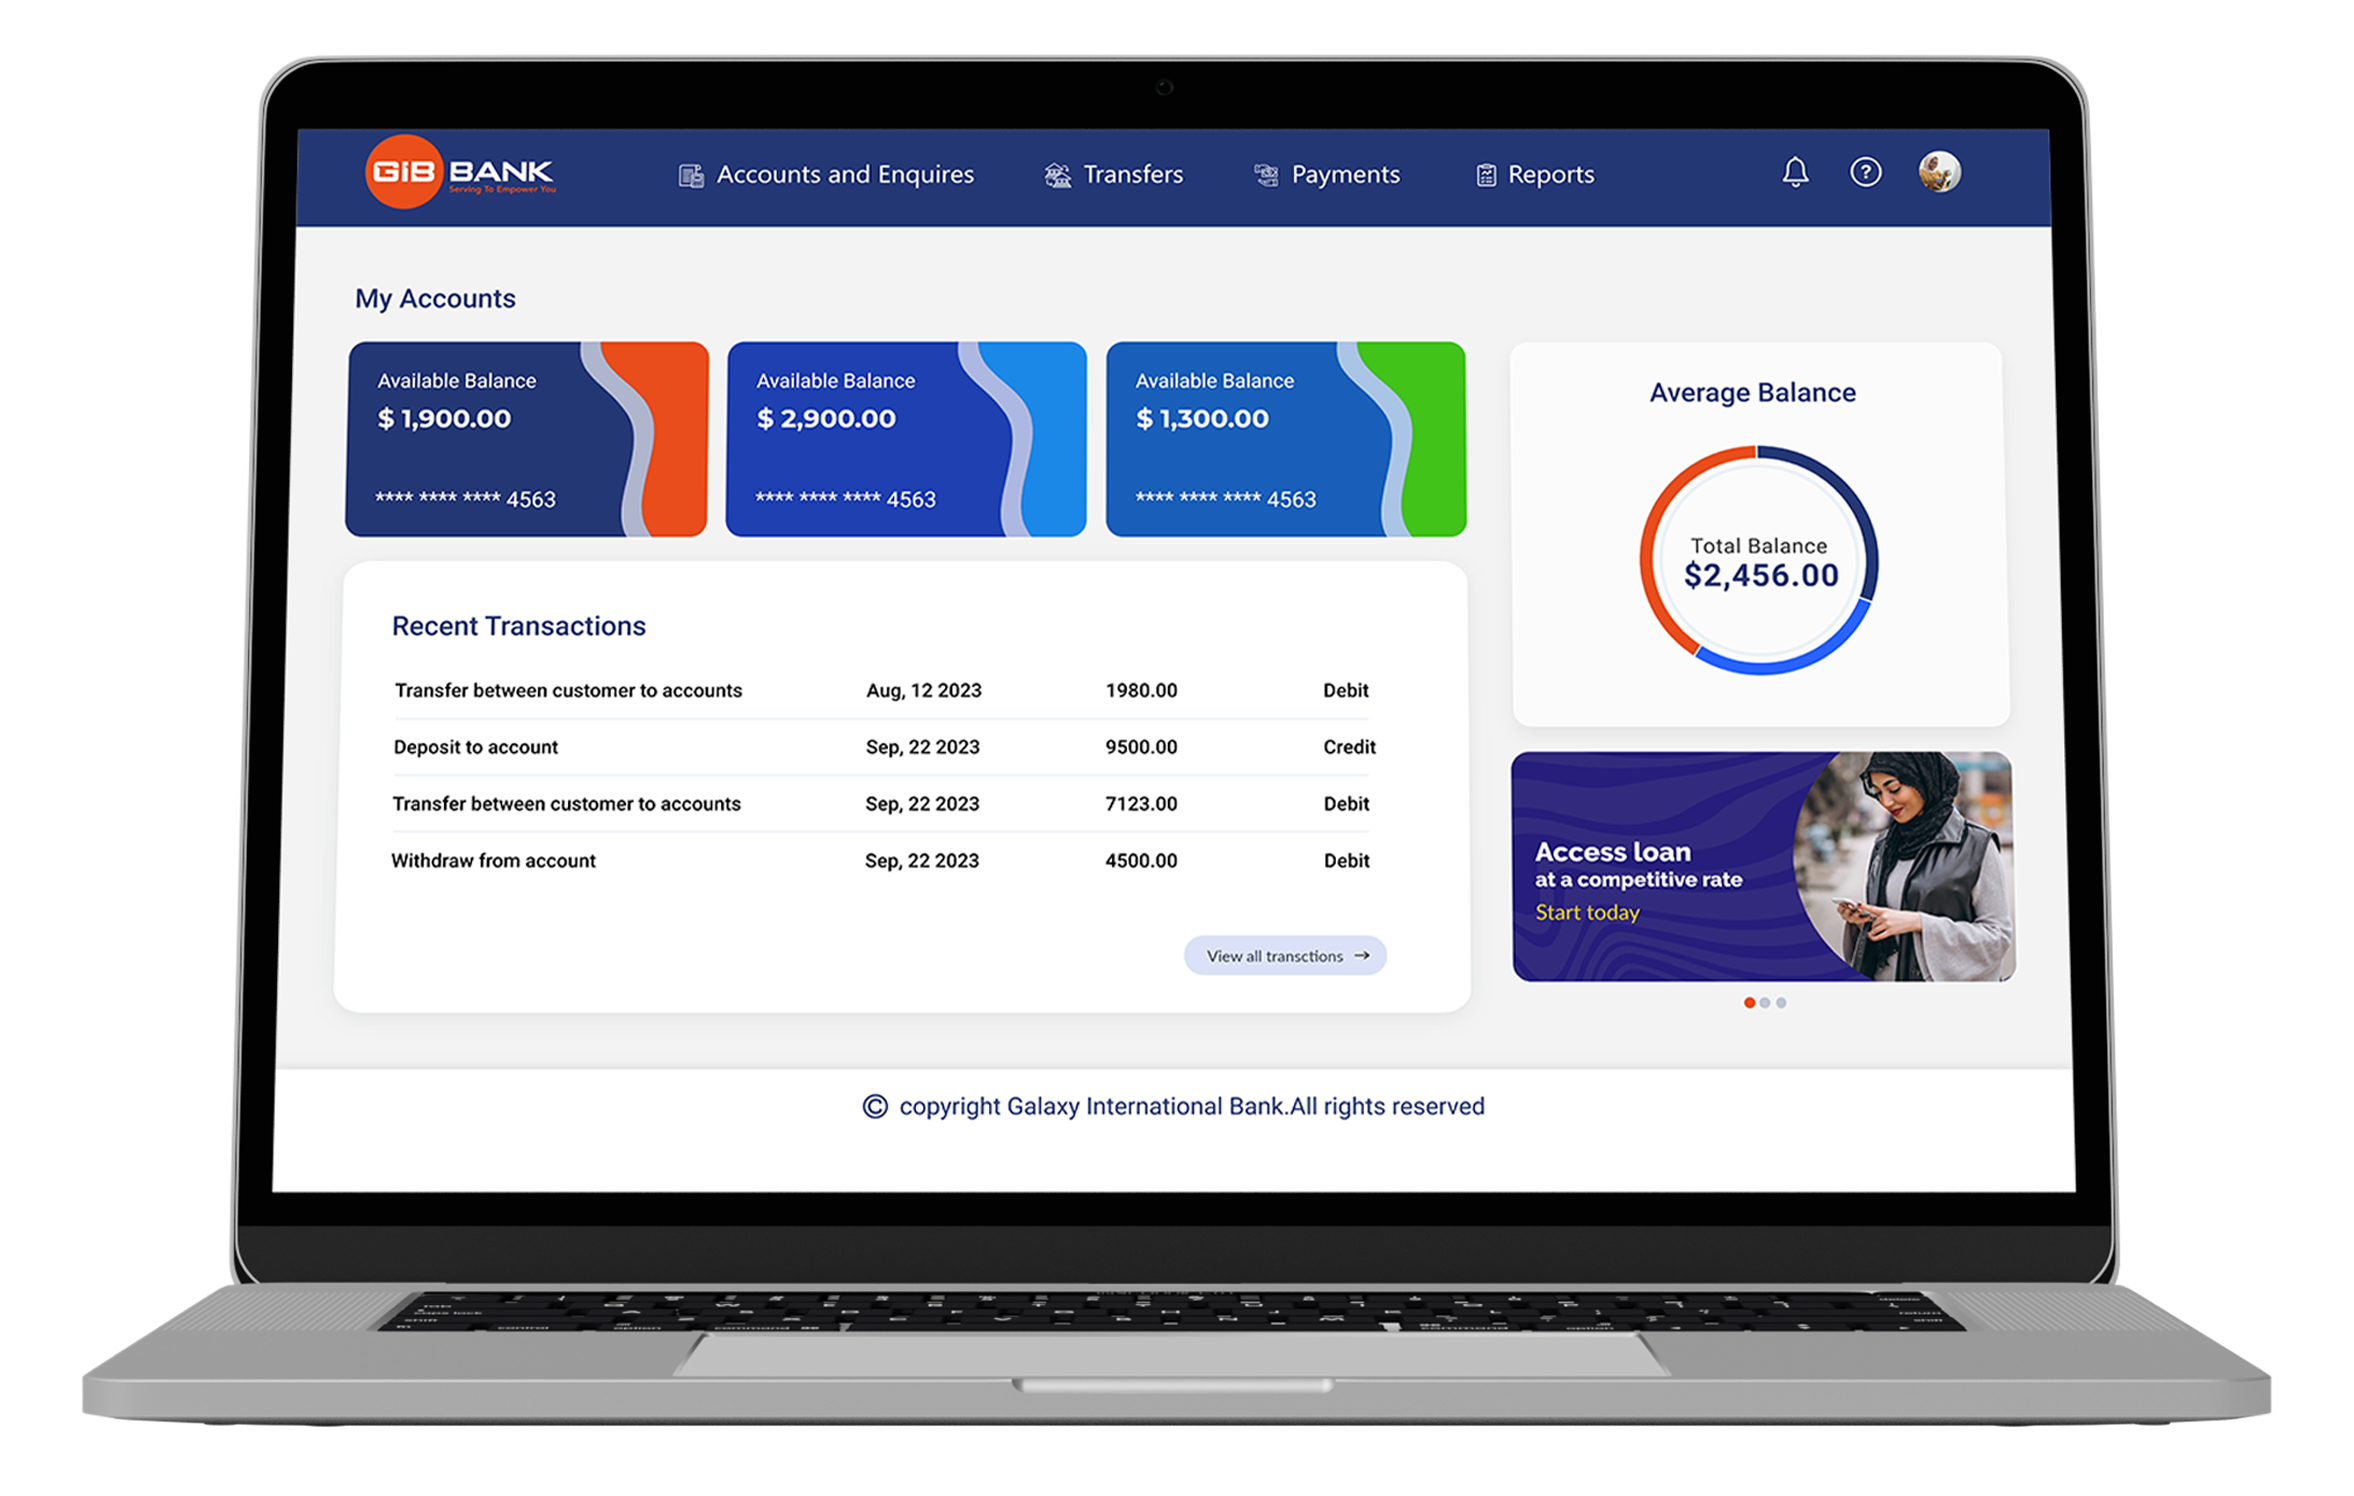 GIB BANK
Serving To Empower You
Accounts and Enquires
Transfers
Payments
Reports
?
My Accounts
Available Balance
$ 1,900.00
**** **** **** 4563
Available Balance
$ 2,900.00
**** **** **** 4563
Available Balance
$ 1,300.00
**** **** **** 4563
Average Balance
Total Balance
$2,456.00
Recent Transactions
Transfer between customer to accounts Aug, 12 2023 1980.00 Debit
Deposit to account Sep, 22 2023 9500.00 Credit
Transfer between customer to accounts Sep, 22 2023 7123.00 Debit
Withdraw from account Sep, 22 2023 4500.00 Debit
View all transctions →
Access loan
at a competitive rate
Start today
© copyright Galaxy International Bank.All rights reserved